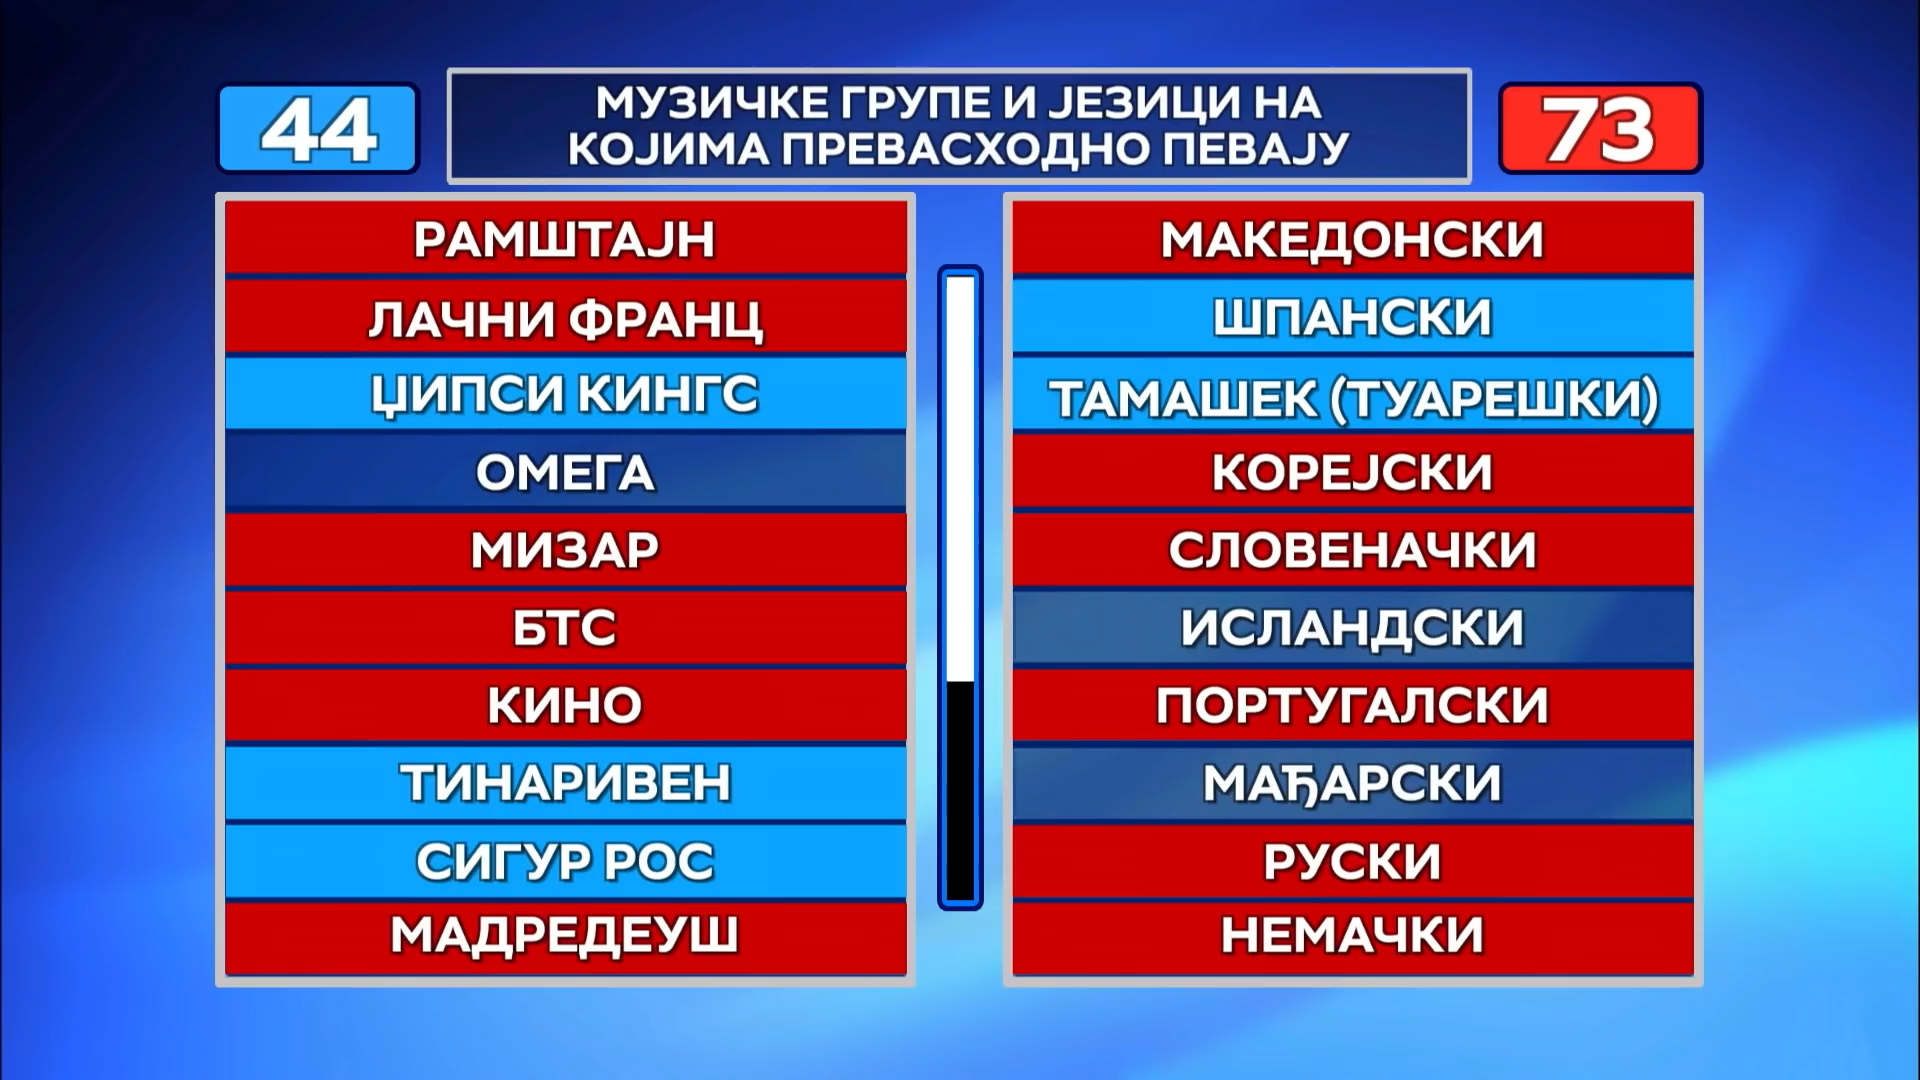 44
МУЗИЧКЕ ГРУПЕ И ЈЕЗИЦИ НА
КОЈИМА ПРЕВАСХОДНО ПЕВАЈУ
73
РАМШТАЈН
ЛАЧНИ ФРАНЦ
ЏИПСИ КИНГС
ОМЕГА
МИЗАР
БТС
КИНО
ТИНАРИВЕН
СИГУР РОС
МАДРЕДЕУШ
МАКЕДОНСКИ
ШПАНСКИ
ТАМАШЕК (ТУАРЕШКИ)
КОРЕЈСКИ
СЛОВЕНАЧКИ
ИСЛАНДСКИ
ПОРТУГАЛСКИ
МАЂАРСКИ
РУСКИ
НЕМАЧКИ